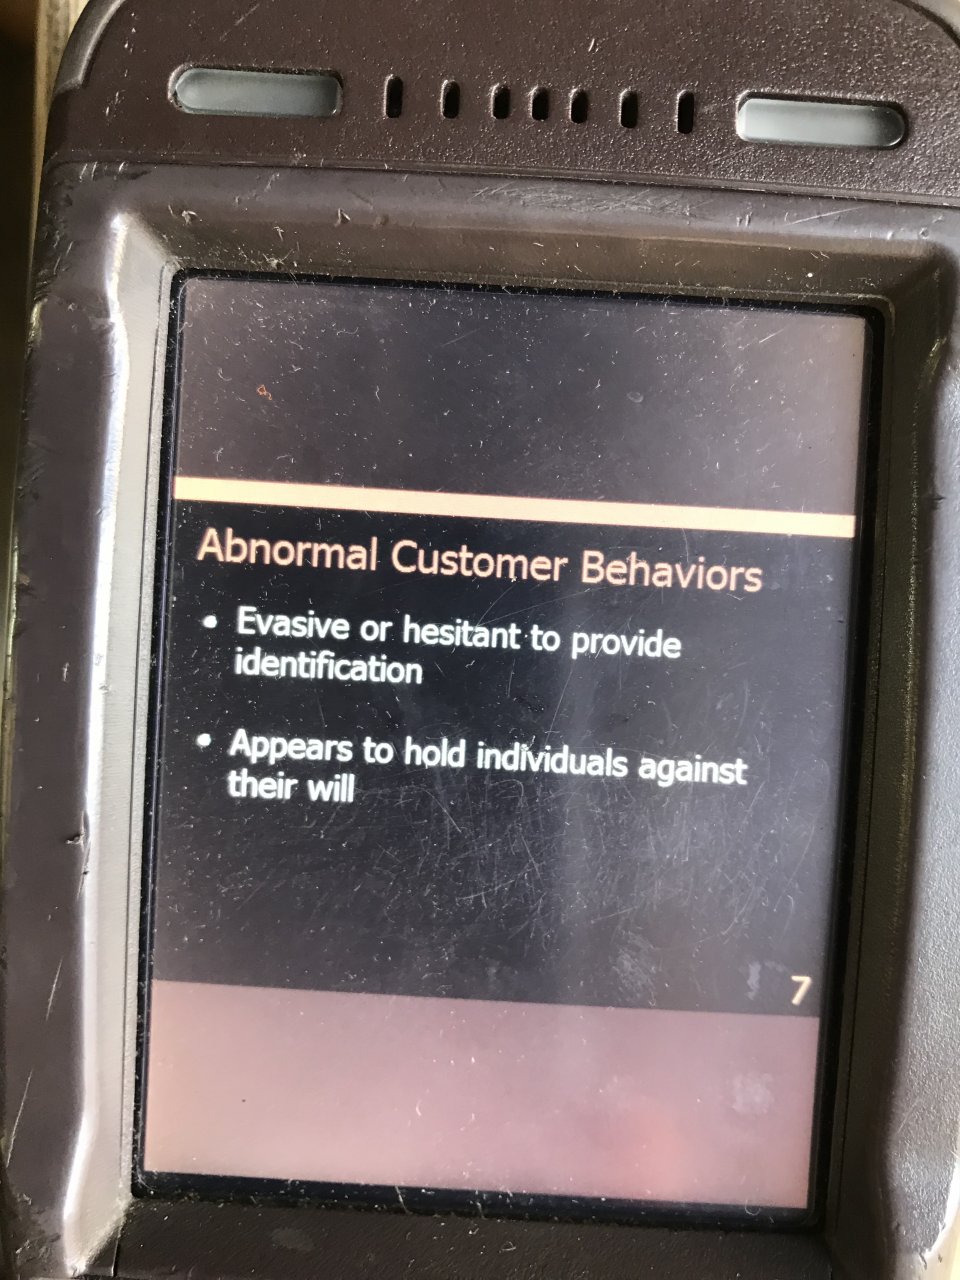 Abnormal Customer Behaviors
• Evasive or hesitant to provide
identification
• Appears to hold individuals against
their will
7